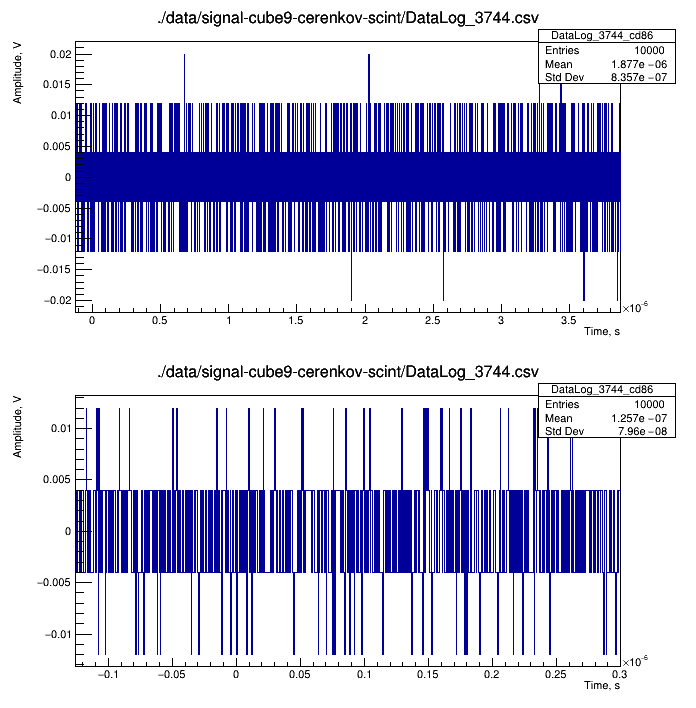 ./data/signal-cube9-cerenkov-scint/DataLog_3744.csv
DataLog_3744_cd86
Entries 10000
Mean 1.877e−06
Std Dev 8.357e−07
Amplitude, V
0.02
0.015
0.01
0.005
0
−0.005
−0.01
−0.015
−0.02
0 0.5 1 1.5 2 2.5 3 3.5
×10⁻⁶
Time, s
./data/signal-cube9-cerenkov-scint/DataLog_3744.csv
DataLog_3744_cd86
Entries 10000
Mean 1.257e−07
Std Dev 7.96e−08
Amplitude, V
0.01
0.005
0
−0.005
−0.01
−0.1 −0.05 0 0.05 0.1 0.15 0.2 0.25 0.3
×10⁻⁶
Time, s